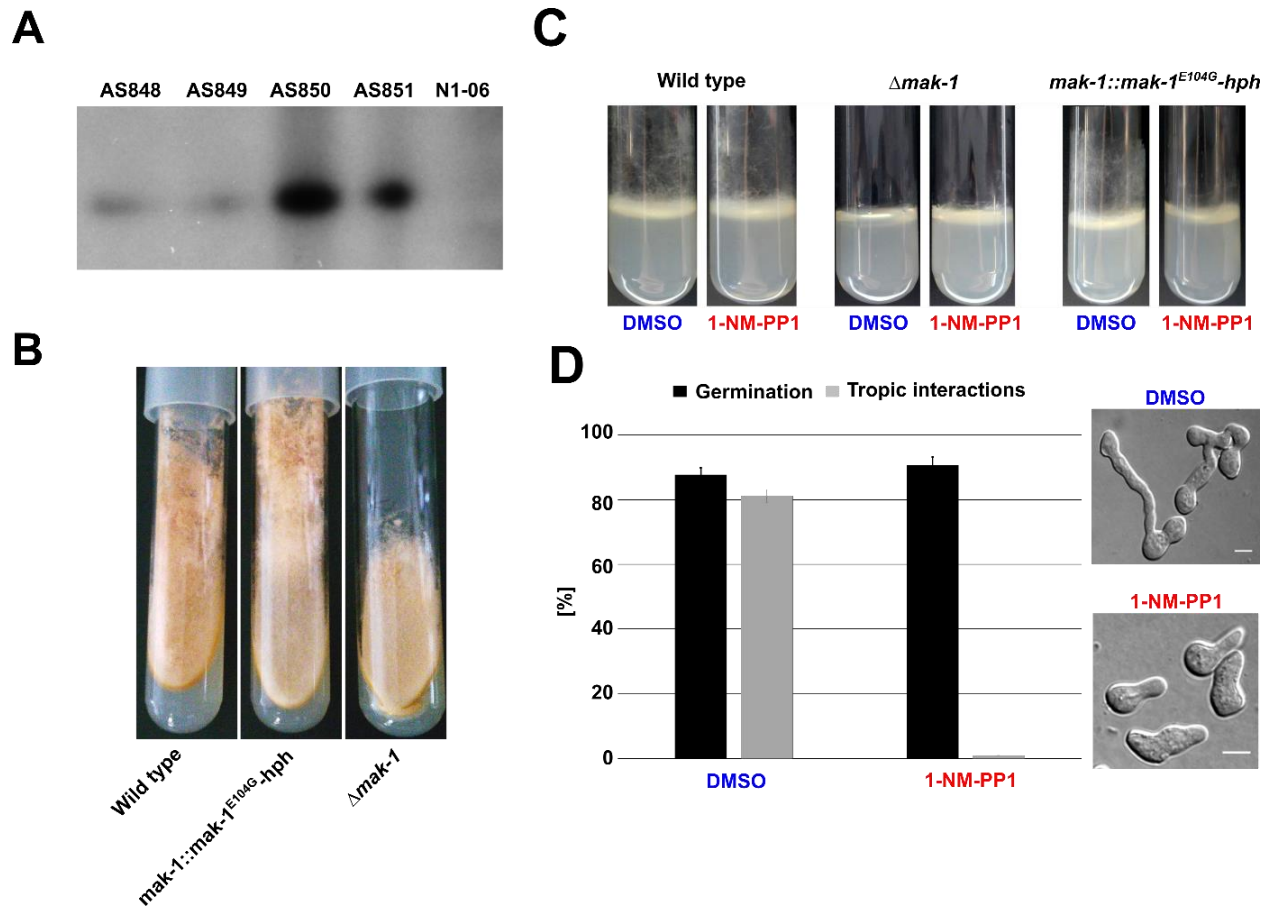 A
AS848 AS849 AS850 AS851 N1-06
B
Wild type
mak-1::mak-1E104G-hph
Δmak-1
C
Wild type Δmak-1 mak-1::mak-1E104G-hph
DMSO 1-NM-PP1 DMSO 1-NM-PP1 DMSO 1-NM-PP1
D
Germination Tropic interactions
[%]
100
80
60
40
20
0
DMSO 1-NM-PP1
DMSO
1-NM-PP1